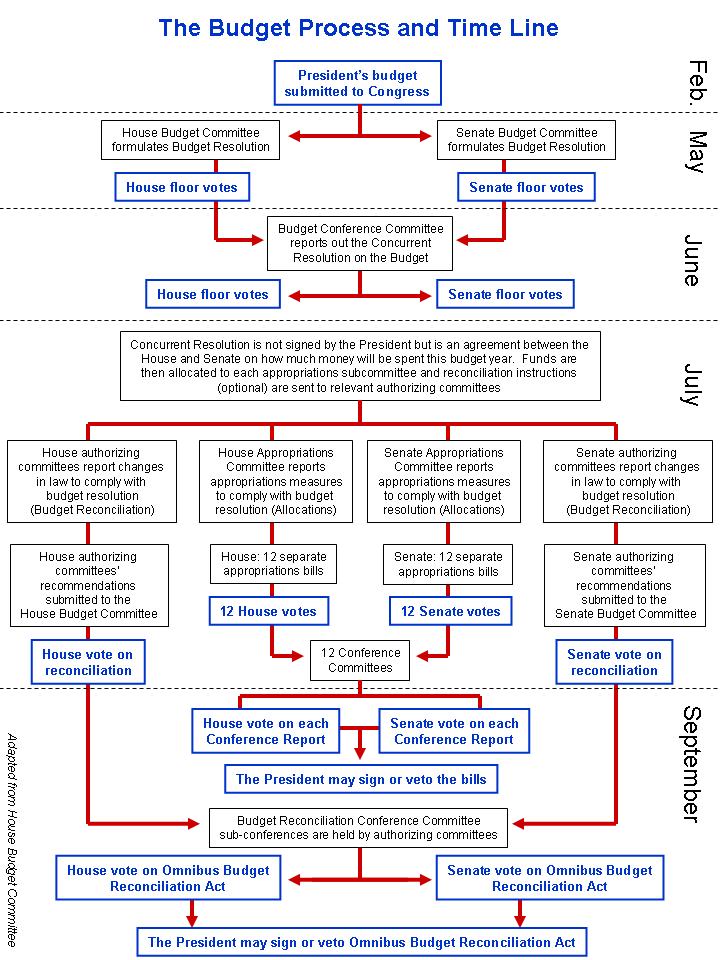 The Budget Process and Time Line
Feb.
President's budget
submitted to Congress
May
House Budget Committee
formulates Budget Resolution
Senate Budget Committee
formulates Budget Resolution
House floor votes
Senate floor votes
June
Budget Conference Committee
reports out the Concurrent
Resolution on the Budget
House floor votes
Senate floor votes
July
Concurrent Resolution is not signed by the President but is an agreement between the
House and Senate on how much money will be spent this budget year.  Funds are
then allocated to each appropriations subcommittee and reconciliation instructions
(optional) are sent to relevant authorizing committees
House authorizing
committees report changes
in law to comply with
budget resolution
(Budget Reconciliation)
House Appropriations
Committee reports
appropriations measures
to comply with budget
resolution (Allocations)
Senate Appropriations
Committee reports
appropriations measures
to comply with budget
resolution (Allocations)
Senate authorizing
committees report changes
in law to comply with
budget resolution
(Budget Reconciliation)
House authorizing
committees'
recommendations
submitted to the
House Budget Committee
House: 12 separate
appropriations bills
Senate: 12 separate
appropriations bills
Senate authorizing
committees'
recommendations
submitted to the
Senate Budget Committee
12 House votes
12 Senate votes
House vote on
reconciliation
12 Conference
Committees
Senate vote on
reconciliation
September
House vote on each
Conference Report
Senate vote on each
Conference Report
The President may sign or veto the bills
Budget Reconciliation Conference Committee
sub-conferences are held by authorizing committees
House vote on Omnibus Budget
Reconciliation Act
Senate vote on Omnibus Budget
Reconciliation Act
The President may sign or veto Omnibus Budget Reconciliation Act
Adapted from House Budget Committee